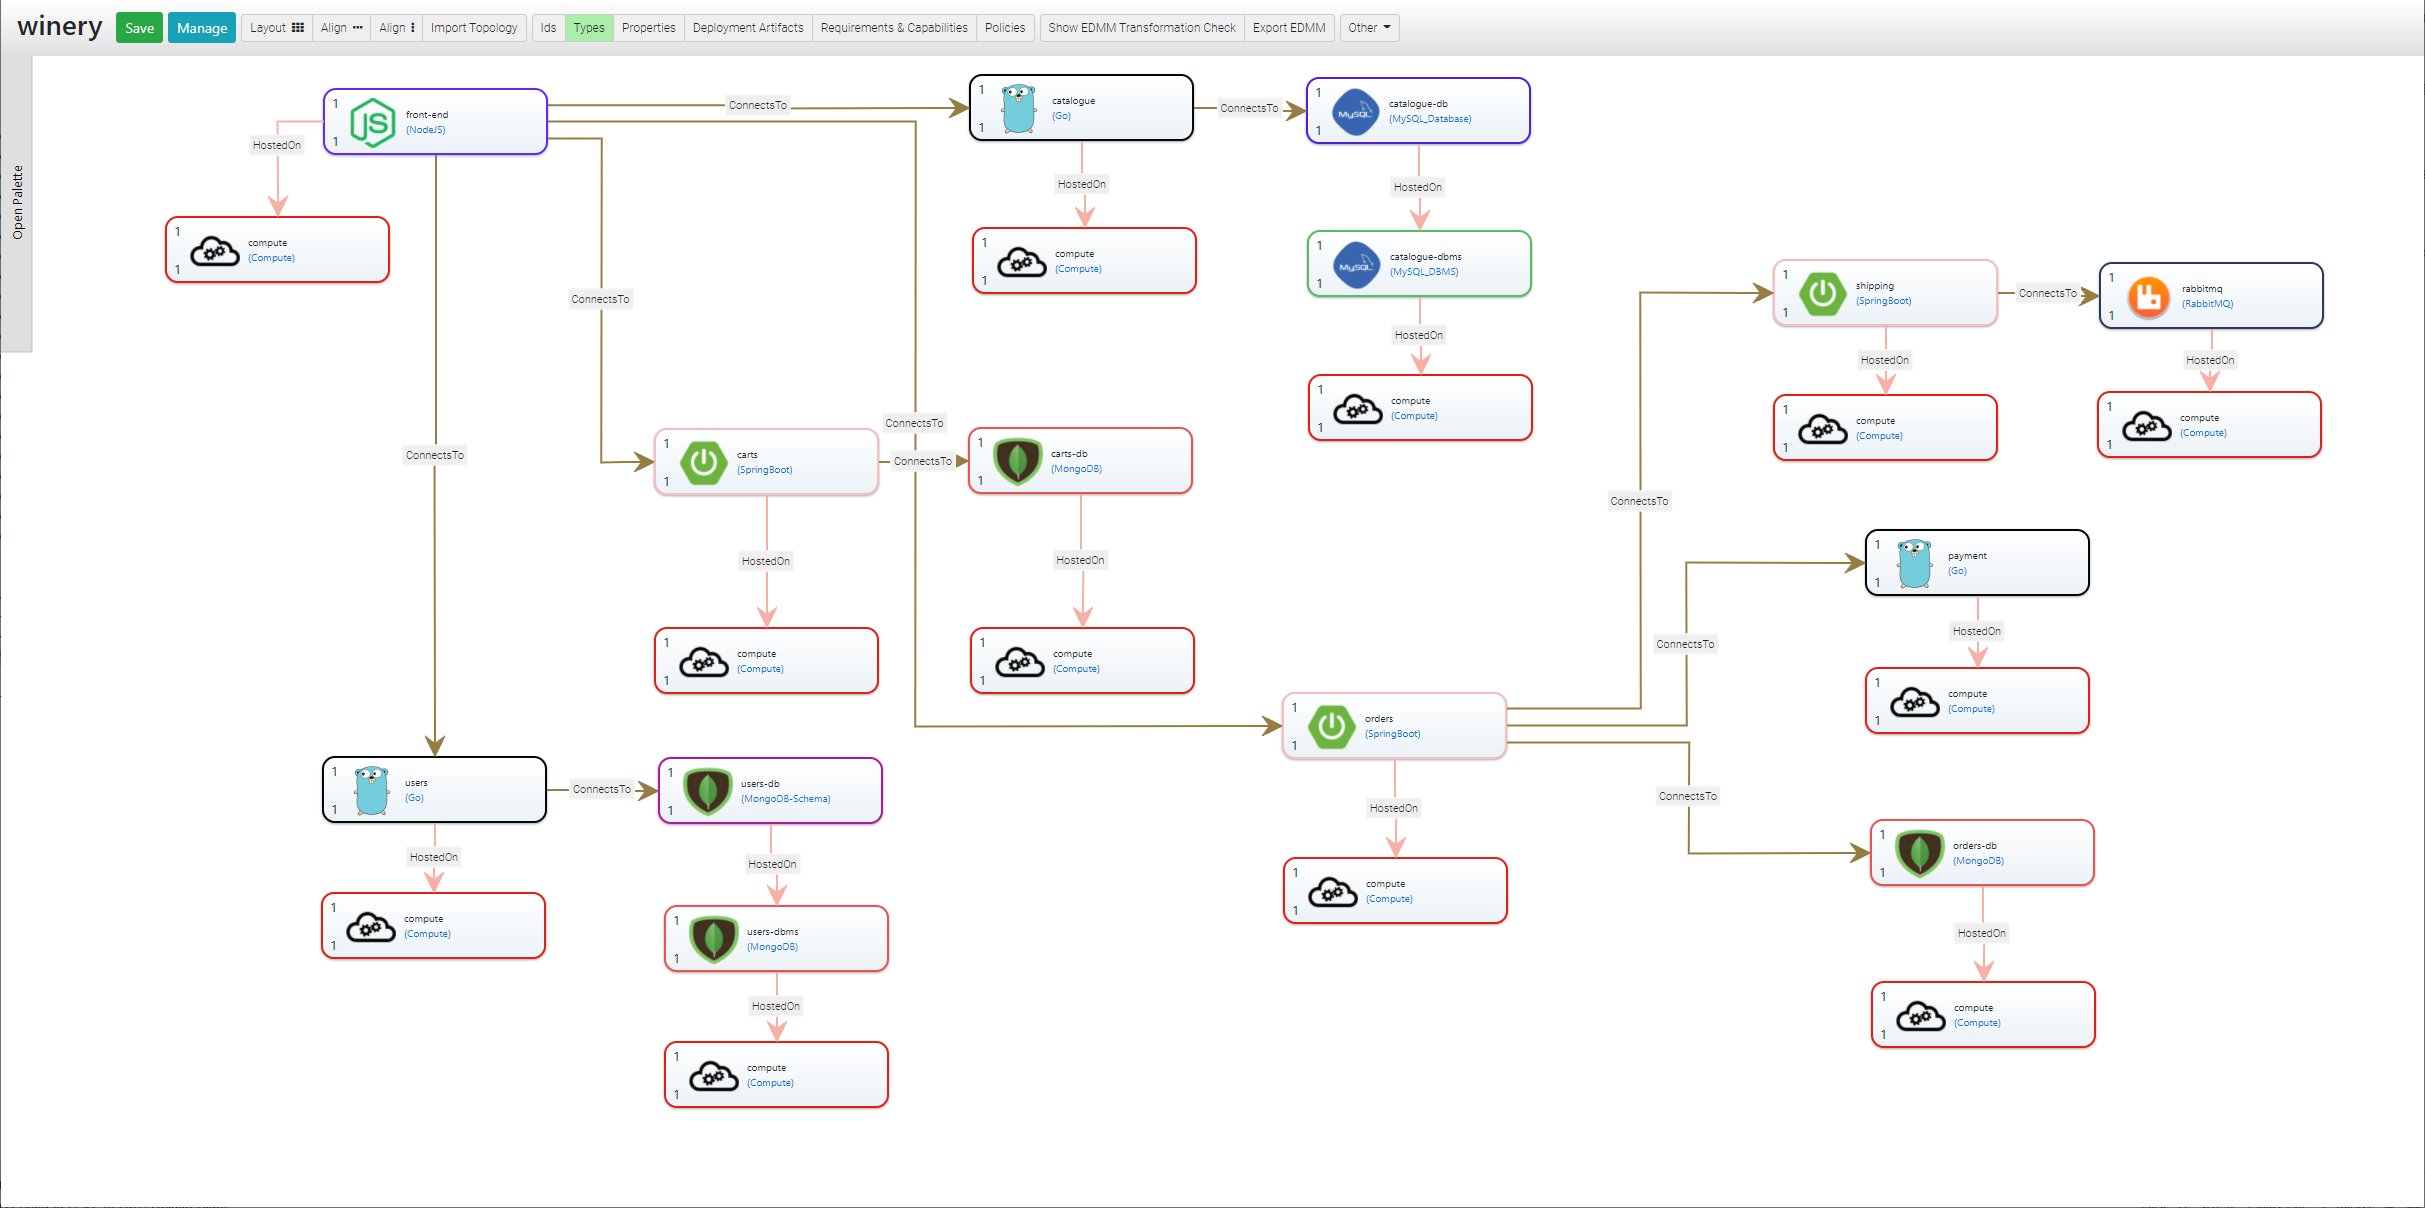 winery
Save
Manage
Layout
Align
Align
Import Topology
Ids
Types
Properties
Deployment Artifacts
Requirements & Capabilities
Policies
Show EDMM Transformation Check
Export EDMM
Other
Open Palette
1
front-end
(NodeJS)
1
ConnectsTo
1
catalogue
(Go)
1
ConnectsTo
1
catalogue-db
(MySQL_Database)
1
MySQL
HostedOn
HostedOn
HostedOn
1
compute
(Compute)
1
1
compute
(Compute)
1
1
catalogue-dbms
(MySQL_DBMS)
1
MySQL
ConnectsTo
HostedOn
1
shipping
(SpringBoot)
1
ConnectsTo
1
rabbitmq
(RabbitMQ)
1
HostedOn
HostedOn
1
compute
(Compute)
1
1
compute
(Compute)
1
1
compute
(Compute)
1
ConnectsTo
ConnectsTo
1
carts
(SpringBoot)
1
ConnectsTo
1
carts-db
(MongoDB)
1
ConnectsTo
HostedOn
HostedOn
1
payment
(Go)
1
HostedOn
ConnectsTo
1
compute
(Compute)
1
1
compute
(Compute)
1
1
compute
(Compute)
1
1
orders
(SpringBoot)
1
1
users
(Go)
1
ConnectsTo
1
users-db
(MongoDB-Schema)
1
ConnectsTo
HostedOn
HostedOn
HostedOn
1
orders-db
(MongoDB)
1
1
compute
(Compute)
1
1
compute
(Compute)
1
1
users-dbms
(MongoDB)
1
HostedOn
HostedOn
1
compute
(Compute)
1
1
compute
(Compute)
1